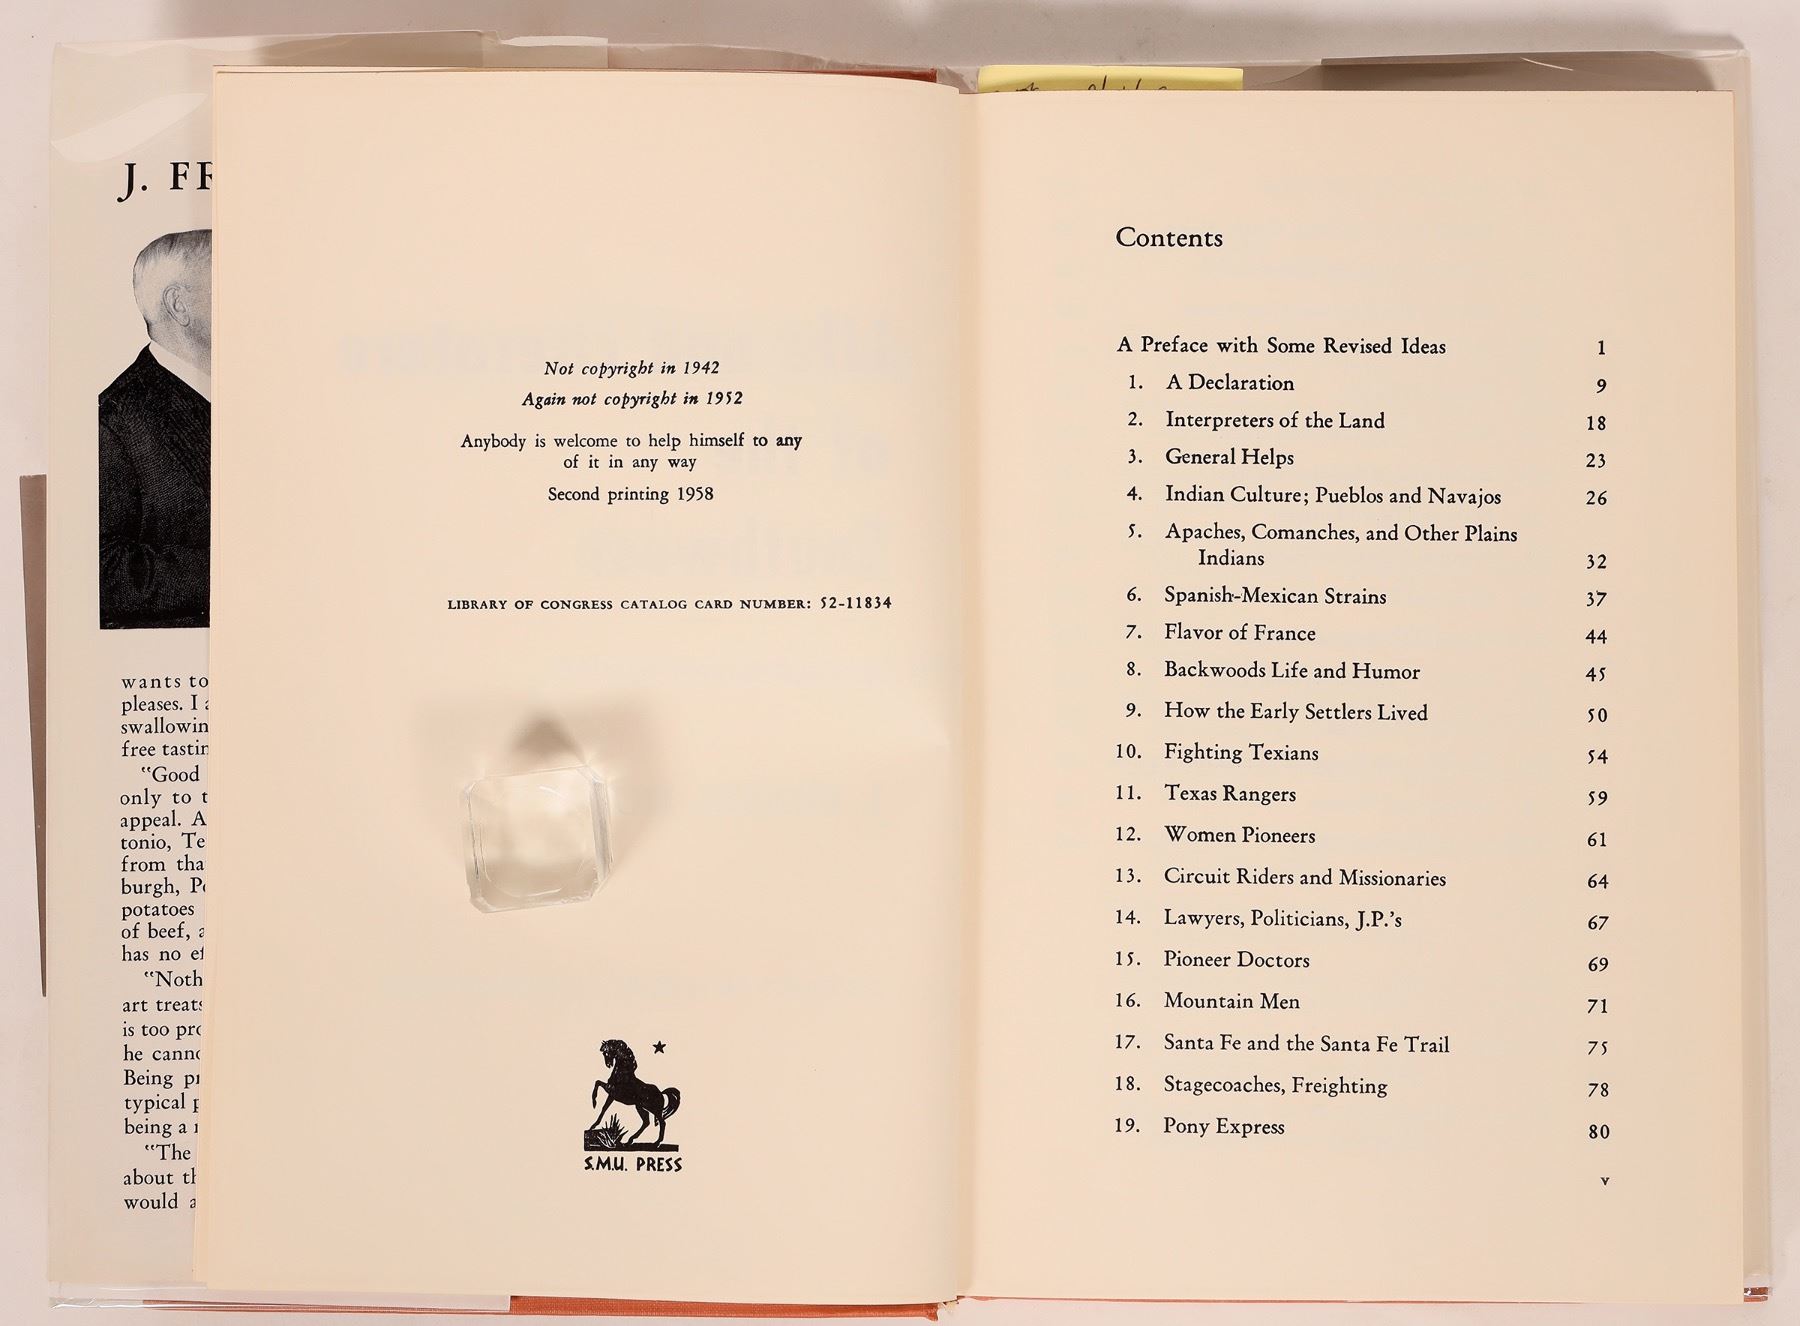 J. FR
wants to
pleases. I
swallowin
free tastin
"Good
only to t
appeal. A
tonio, Te
from tha
burgh, Pe
potatoes
of beef, a
has no ef
"Noth
art treats
is too pro
he canno
Being pr
typical p
being a
"The
about th
would a
Not copyright in 1942
Again not copyright in 1952
Anybody is welcome to help himself to any
of it in any way
Second printing 1958
LIBRARY OF CONGRESS CATALOG CARD NUMBER: 52-11834
S.M.U. PRESS
Contents
A Preface with Some Revised Ideas 1
1. A Declaration 9
2. Interpreters of the Land 18
3. General Helps 23
4. Indian Culture; Pueblos and Navajos 26
5. Apaches, Comanches, and Other Plains
Indians 32
6. Spanish-Mexican Strains 37
7. Flavor of France 44
8. Backwoods Life and Humor 45
9. How the Early Settlers Lived 50
10. Fighting Texians 54
11. Texas Rangers 59
12. Women Pioneers 61
13. Circuit Riders and Missionaries 64
14. Lawyers, Politicians, J.P.'s 67
15. Pioneer Doctors 69
16. Mountain Men 71
17. Santa Fe and the Santa Fe Trail 75
18. Stagecoaches, Freighting 78
19. Pony Express 80
v